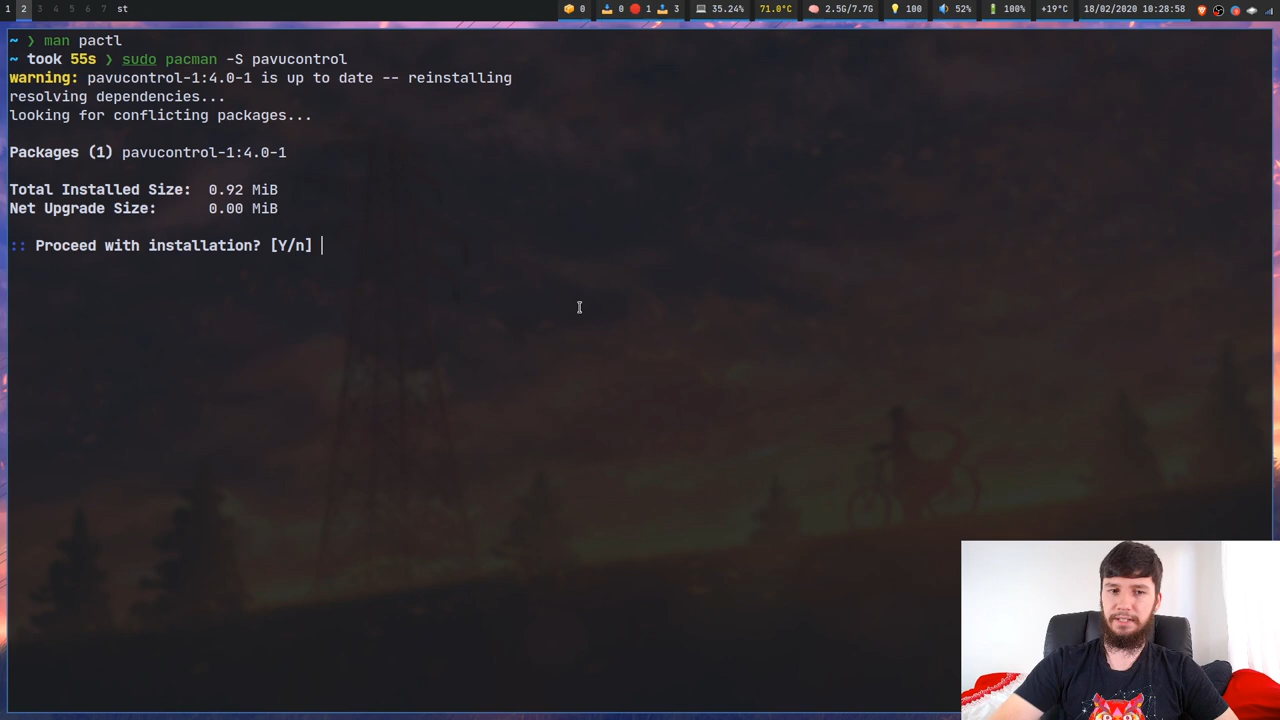 1 2 3 4 5 6 7 st 0 0 1 3 35.24% 71.0°C 2.5G/7.7G 100 52% 100% +19°C 18/02/2020 10:28:58
~ ❯ man pactl
~ took 55s ❯ sudo pacman -S pavucontrol
warning: pavucontrol-1:4.0-1 is up to date -- reinstalling
resolving dependencies...
looking for conflicting packages...
Packages (1) pavucontrol-1:4.0-1
Total Installed Size: 0.92 MiB
Net Upgrade Size: 0.00 MiB
:: Proceed with installation? [Y/n]